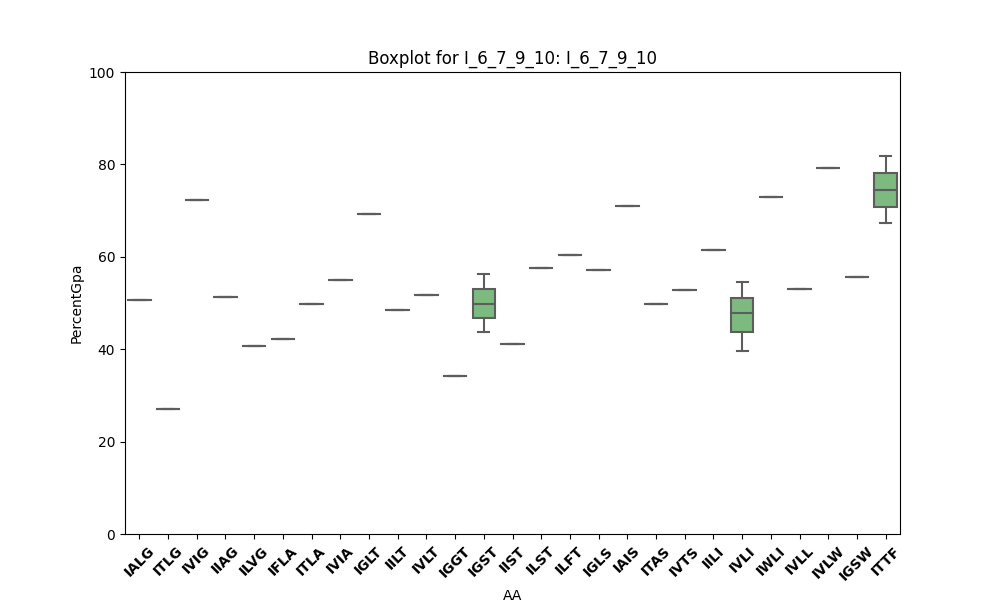 Boxplot for I_6_7_9_10: I_6_7_9_10
100
80
60
40
20
0
PercentGpa
IALG ITLG IVIG IIAG ILVG IFLA ITLA IVIA IGLT IILT IVLT IGGT IGST IIST ILST ILFT IGLS IAIS ITAS IVTS IILI IVLI IWLI IVLL IVLW IGSW ITTF
AA